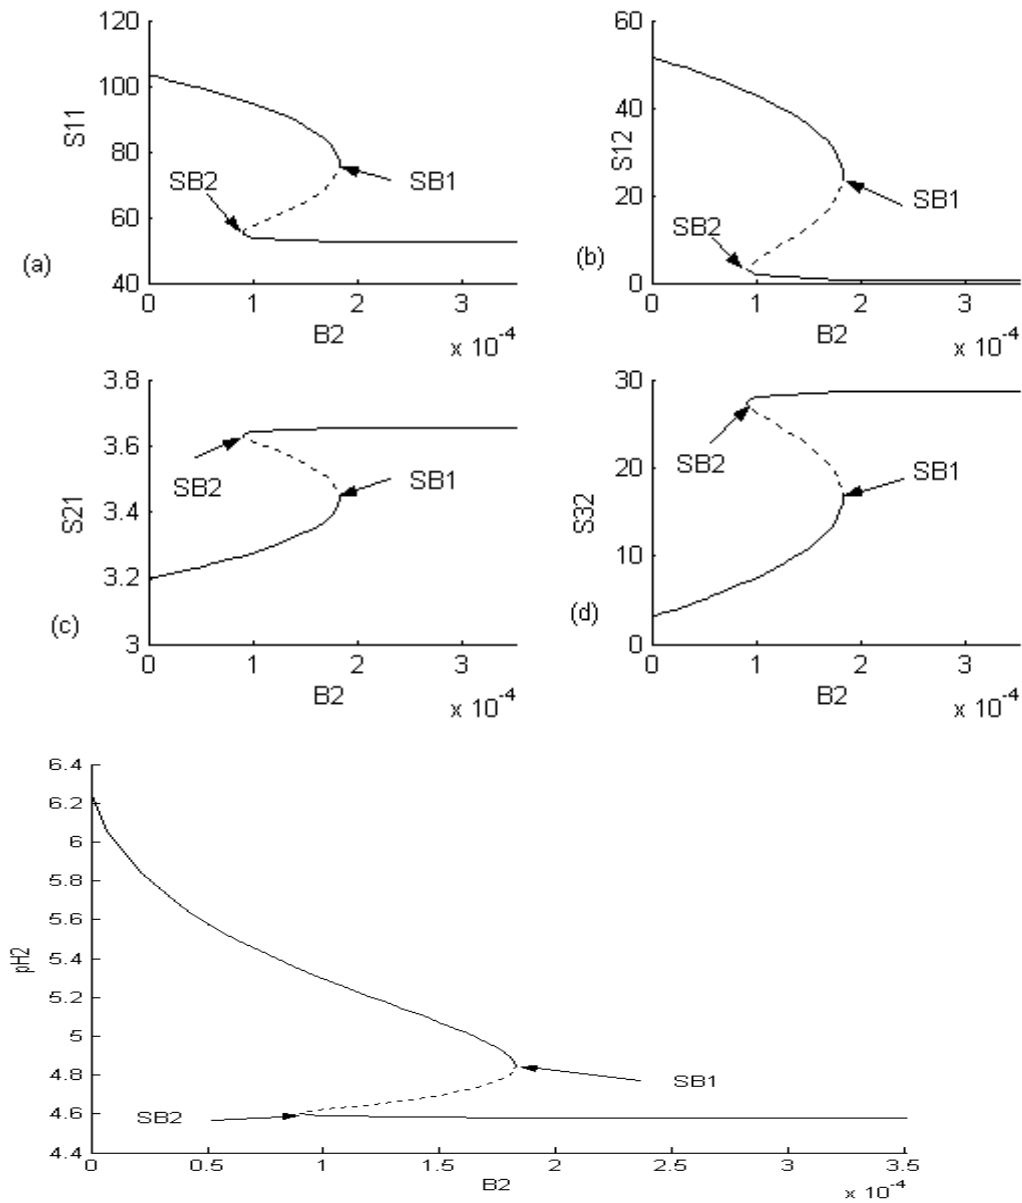 120
100
80
60
40
S11
SB2
SB1
(a)
0
1
2
3
B2
x 10-4
60
40
20
0
S12
SB2
SB1
(b)
0
1
2
3
B2
x 10-4
3.8
3.6
3.4
3.2
3
S21
SB2
SB1
(c)
0
1
2
3
B2
x 10-4
30
20
10
0
S32
SB2
SB1
(d)
0
1
2
3
B2
x 10-4
6.4
6.2
6
5.8
5.6
5.4
5.2
5
4.8
4.6
4.4
pH2
SB1
SB2
0
0.5
1
1.5
2
2.5
3
3.5
B2
x 10-4